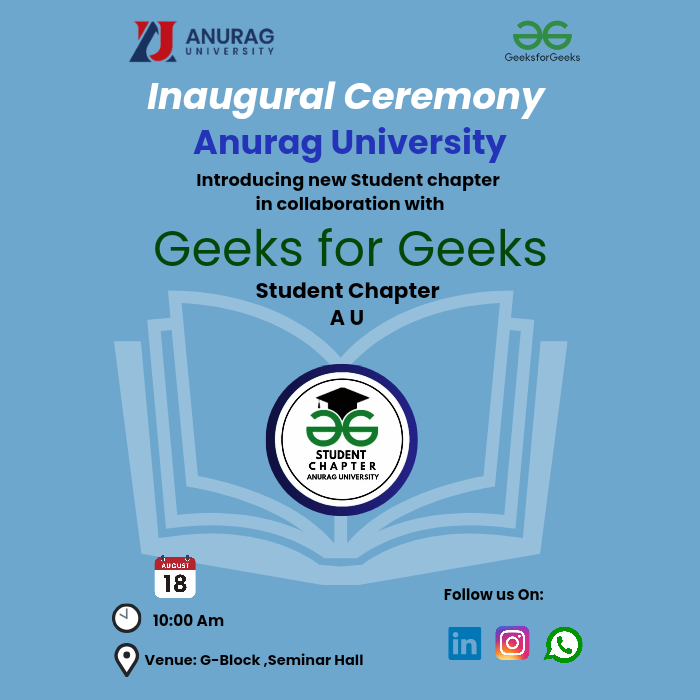 ANURAG
UNIVERSITY
GeeksforGeeks
Inaugural Ceremony
Anurag University
Introducing new Student chapter
in collaboration with
Geeks for Geeks
Student Chapter
A U
STUDENT
CHAPTER
ANURAG UNIVERSITY
AUGUST
18
10:00 Am
Venue: G-Block ,Seminar Hall
Follow us On:
in